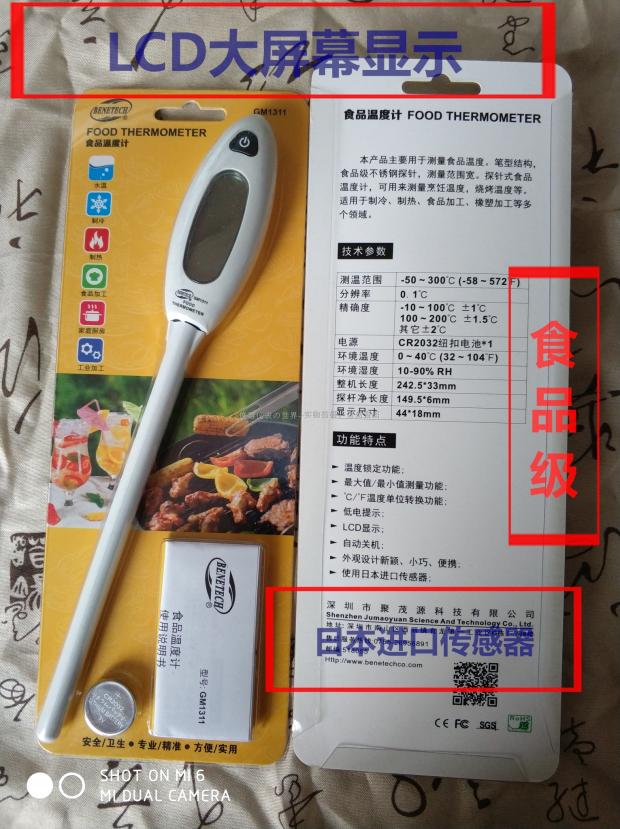 LCD大屏幕显示
BENETECH
®
GM1311
FOOD THERMOMETER
食品温度计
水温
制冷
制热
食品加工
家庭厨房
工业加工
GM1311
FOOD
THERMOMETER
BENETECH
®
食品温度计
使用说明书
型号: GM1311
CR2032
安全/卫生 ● 专业/精准 ● 方便/实用
食品温度计 FOOD THERMOMETER
本产品主要用于测量食品温度。笔型结构,
食品级不锈钢探针，测量范围宽。探针式食品
温度计，可用来测量烹饪温度，烧烤温度等。
适用于制冷、制热、食品加工、橡塑加工等多
个领域。
技术参数
测温范围 -50～300℃ (-58～572℉)
分辨率 0.1℃
精确度 -10～100℃ ±1℃
100～200℃ ±1.5℃
其它±2℃
电源 CR2032纽扣电池*1
环境温度 0～40℃ (32～104℉)
环境湿度 10-90% RH
整机长度 242.5*33mm
探杆净长度 149.5*6mm
显示尺寸 44*18mm
食品级
功能特点
► 温度锁定功能;
► 最大值/最小值测量功能;
► ℃/℉温度单位转换功能;
► 低电提示;
► LCD显示;
► 自动关机;
► 外观设计新颖、小巧、便携;
► 使用日本进口传感器;
深圳市聚茂源科技有限公司
Shenzhen Jumaoyuan Science And Technology Co., Ltd.
日本进口传感器
Http://www.benetechco.com
CE FC SGS RoHS
SHOT ON MI 6
MI DUAL CAMERA